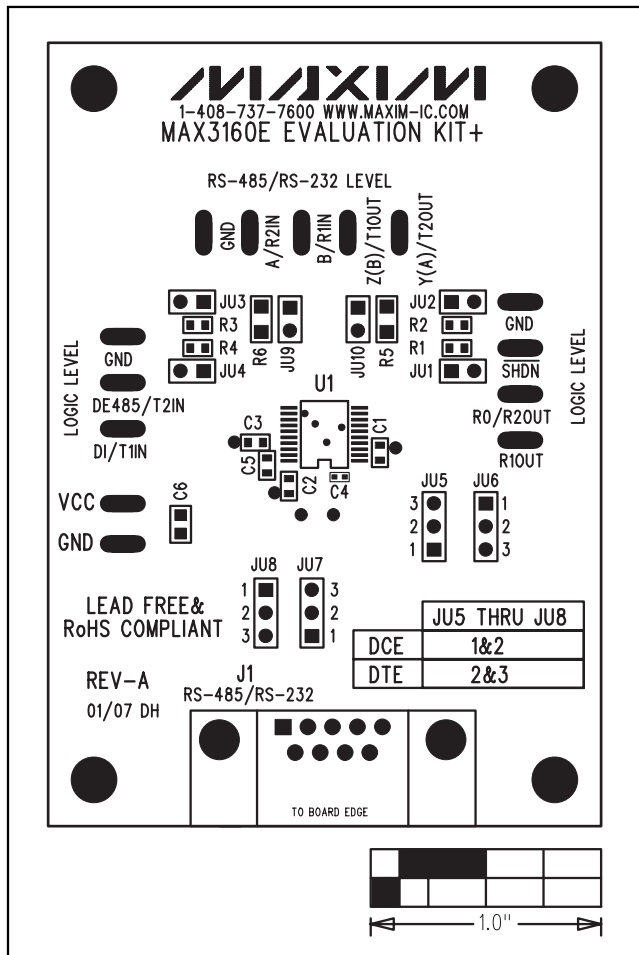 MAXIM
1-408-737-7600 WWW.MAXIM-IC.COM
MAX3160E EVALUATION KIT+
RS-485/RS-232 LEVEL
GND
A/R2IN
B/R1IN
Z(B)/T1OUT
Y(A)/T2OUT
JU3
R3
R4
JU4
R6
JU9
JU10
R5
JU2
R2
R1
JU1
GND
SHDN
RO/R2OUT
R1OUT
LOGIC LEVEL
LOGIC LEVEL
GND
DE485/T2IN
DI/T1IN
U1
C3
C5
C2
C4
C1
VCC
GND
C6
JU5
JU6
3
2
1
1
2
3
JU8
JU7
1
2
3
3
2
1
LEAD FREE&
RoHS COMPLIANT
JU5 THRU JU8
DCE 1&2
DTE 2&3
REV-A
01/07 DH
J1
RS-485/RS-232
TO BOARD EDGE
1.0"